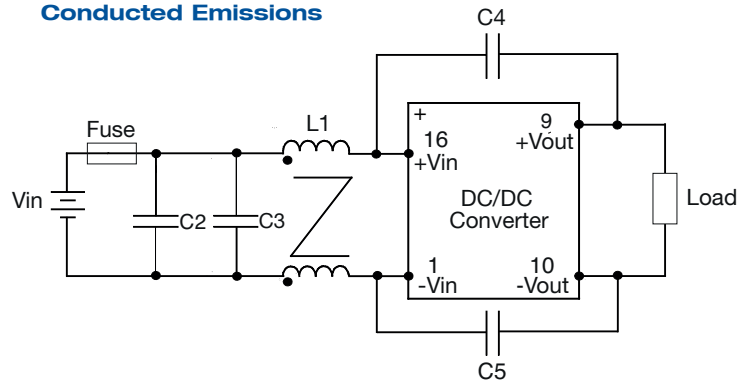 Conducted Emissions
C4
Fuse
L1
+
16
+Vin
9
+Vout
Vin
C2
C3
DC/DC
Converter
Load
1
-Vin
10
-Vout
C5